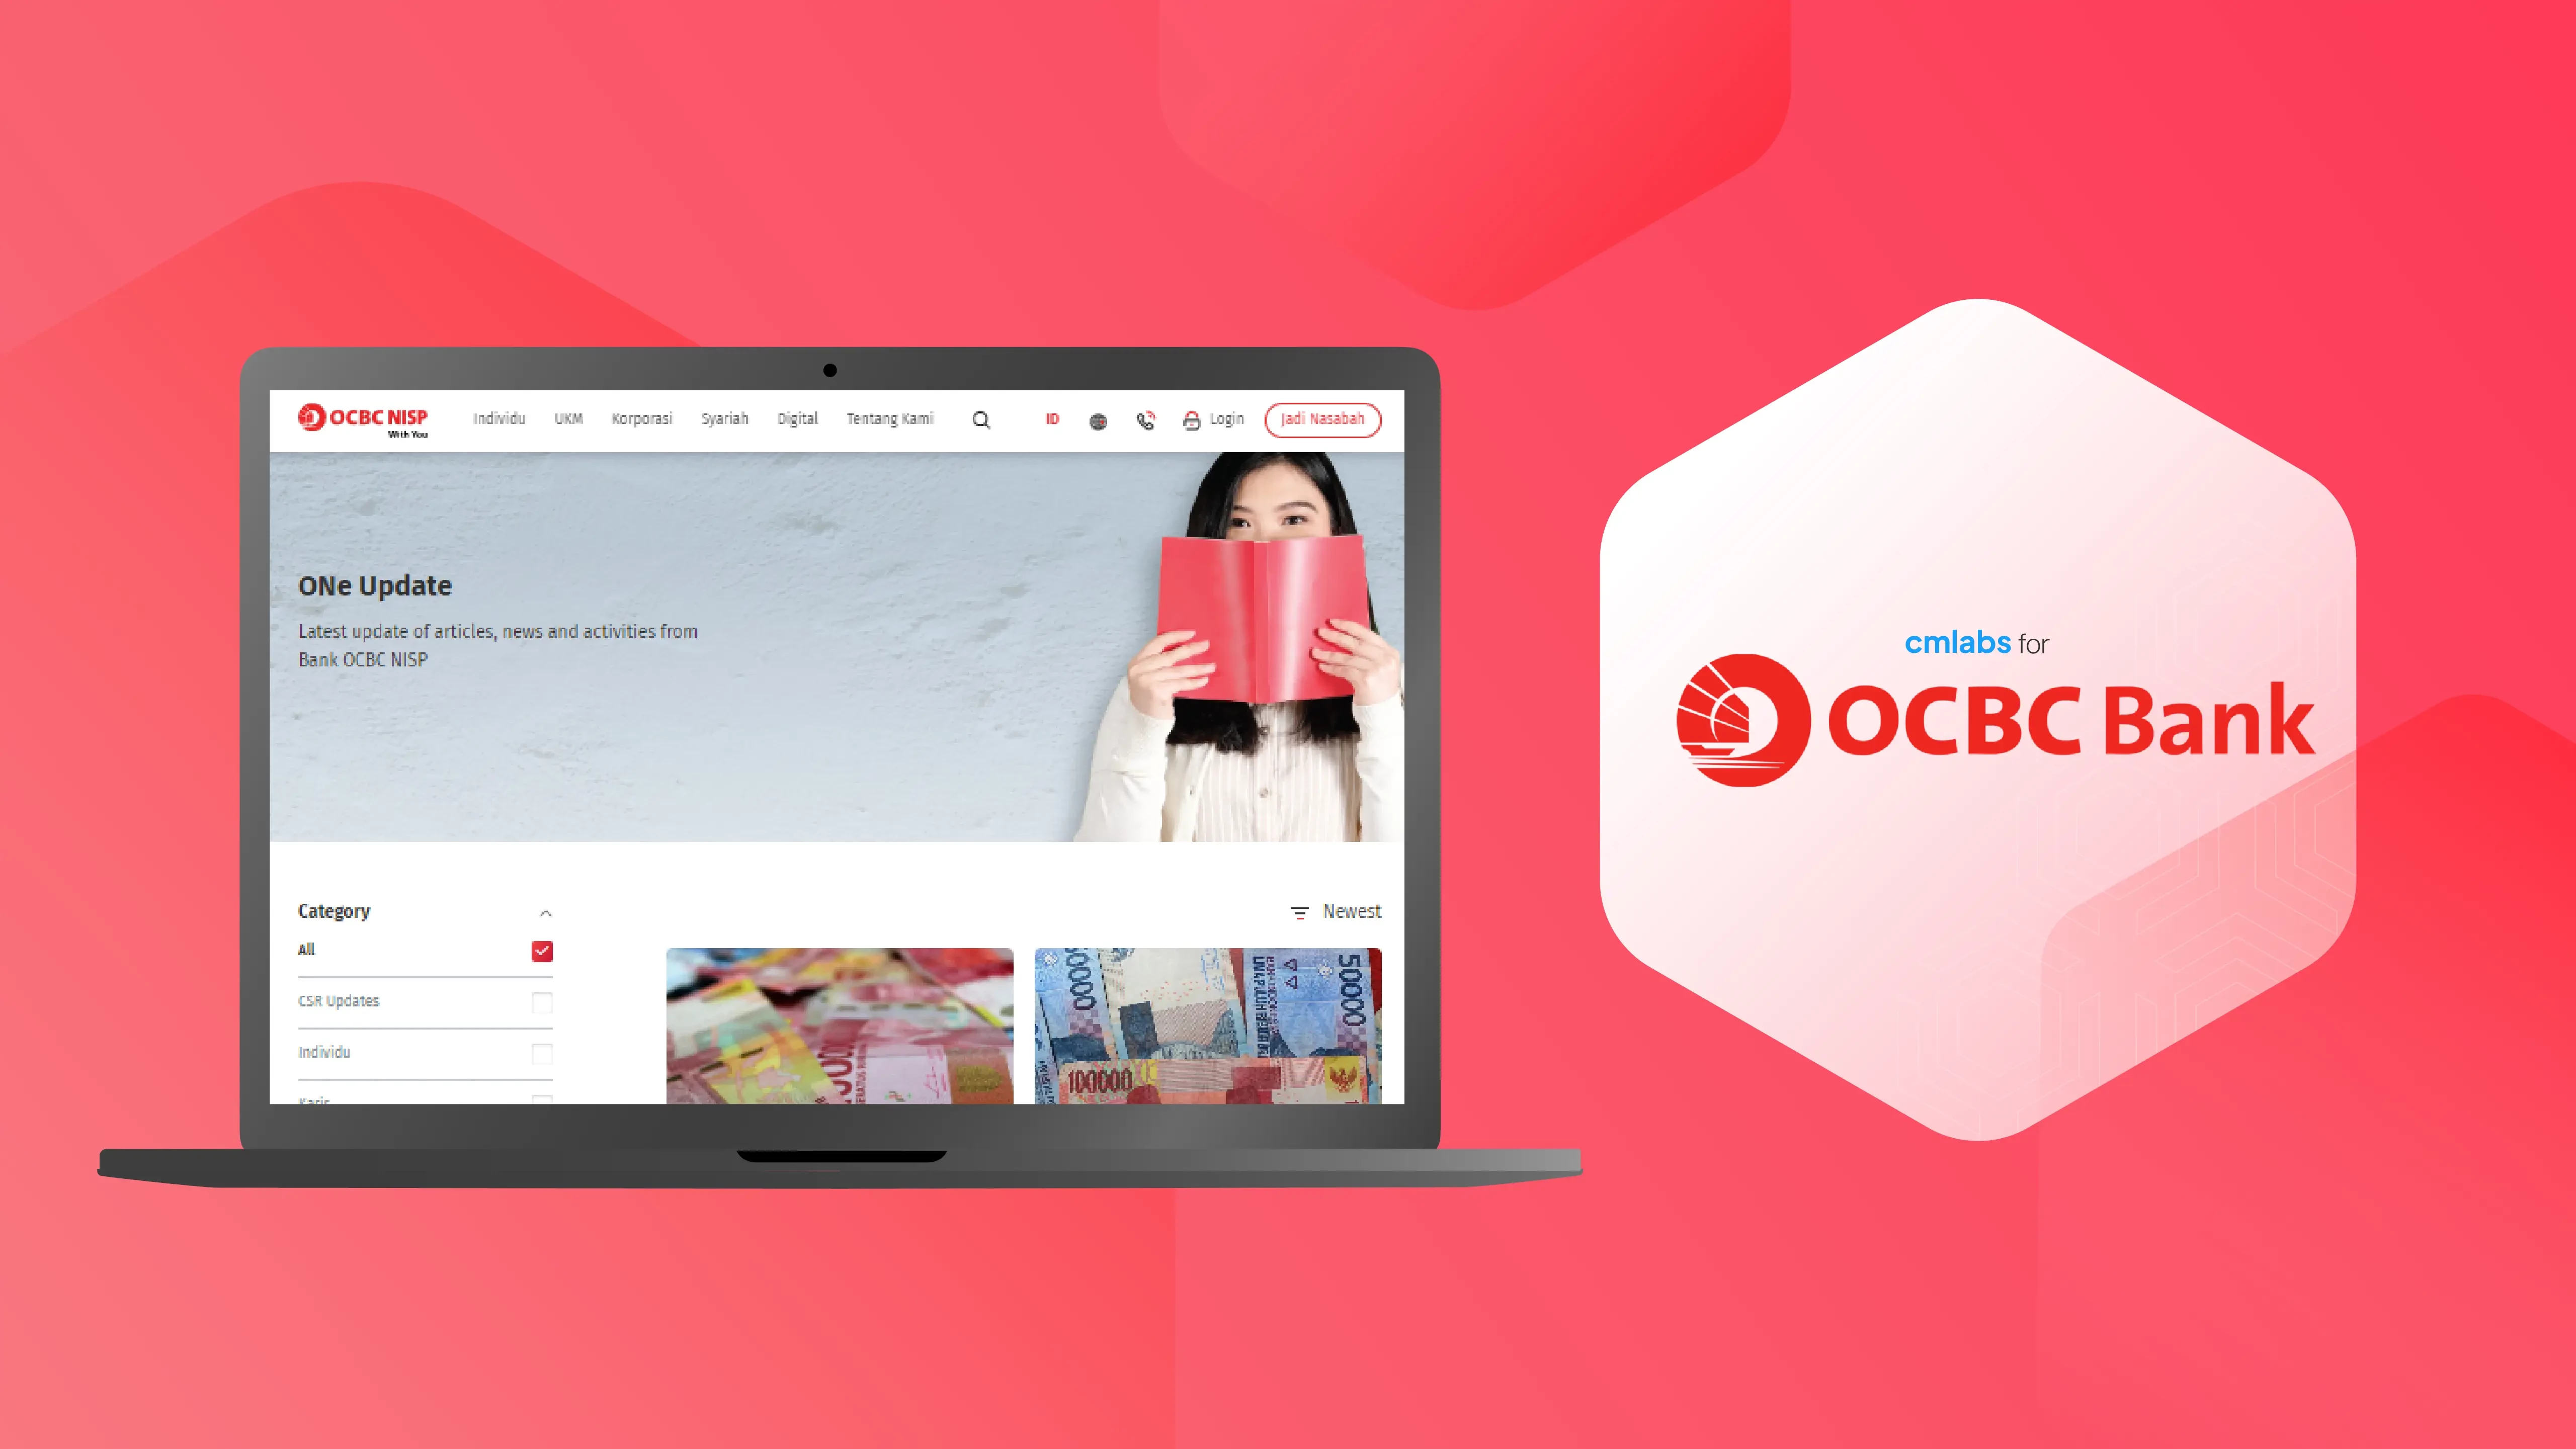 OCBC NISP
With You
Individu
UKM
Korporasi
Syariah
Digital
Tentang Kami
ID
Login
Jadi Nasabah
ONe Update
Latest update of articles, news and activities from
Bank OCBC NISP
Category
All
CSR Updates
Individu
Newest
50000
100000
cmlabs for
OCBC Bank